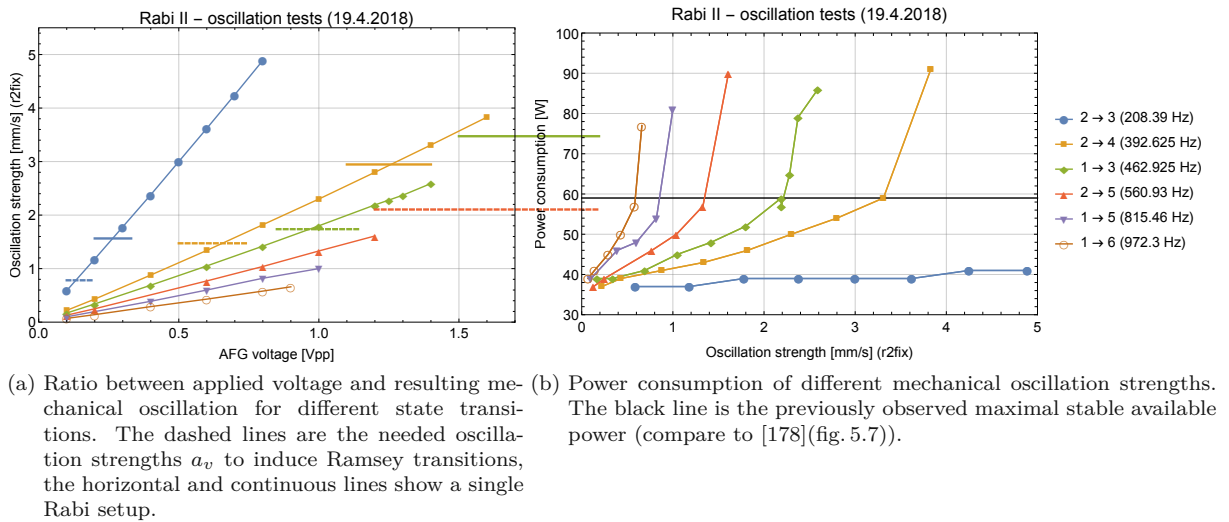 Rabi II – oscillation tests (19.4.2018)
Oscillation strength [mm/s] (r2fix)
5
4
3
2
1
0
0.0 0.5 1.0 1.5
AFG voltage [Vpp]
Rabi II – oscillation tests (19.4.2018)
Power consumption [W]
100
90
80
70
60
50
40
30
0 1 2 3 4 5
Oscillation strength [mm/s] (r2fix)
2 → 3 (208.39 Hz)
2 → 4 (392.625 Hz)
1 → 3 (462.925 Hz)
2 → 5 (560.93 Hz)
1 → 5 (815.46 Hz)
1 → 6 (972.3 Hz)
(a) Ratio between applied voltage and resulting me-
chanical oscillation for different state transi-
tions. The dashed lines are the needed oscilla-
tion strengths a_v to induce Ramsey transitions,
the horizontal and continuous lines show a single
Rabi setup.
(b) Power consumption of different mechanical oscillation strengths.
The black line is the previously observed maximal stable available
power (compare to [178](fig. 5.7)).